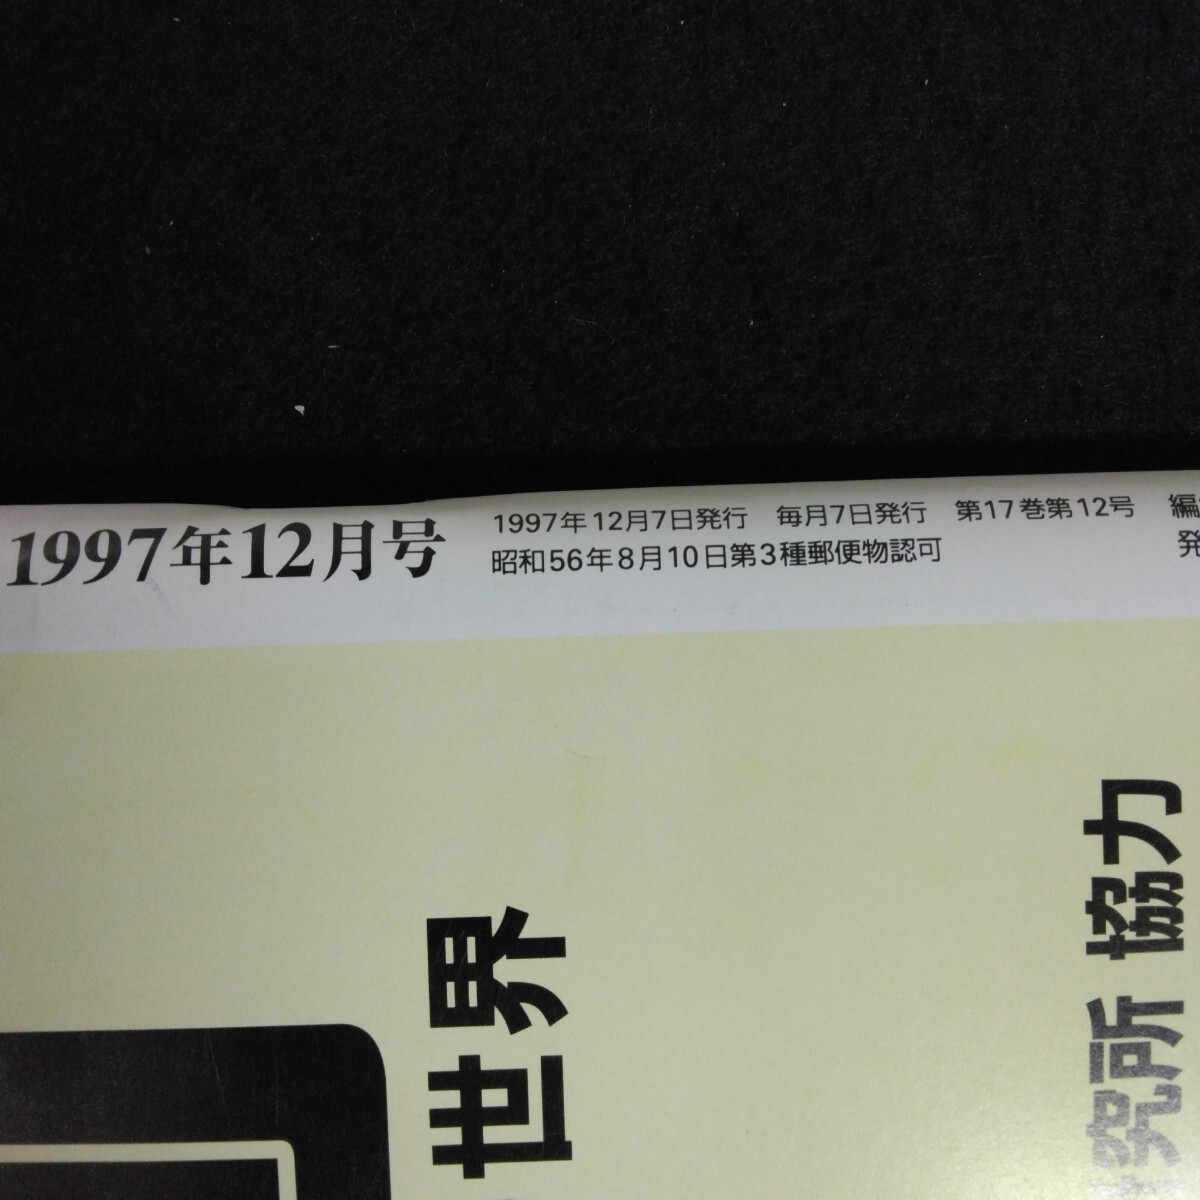 1997年12月号
1997年12月7日発行　毎月7日発行　第17巻第12号　編
昭和56年8月10日第3種郵便物認可　発
世界
究所 協力